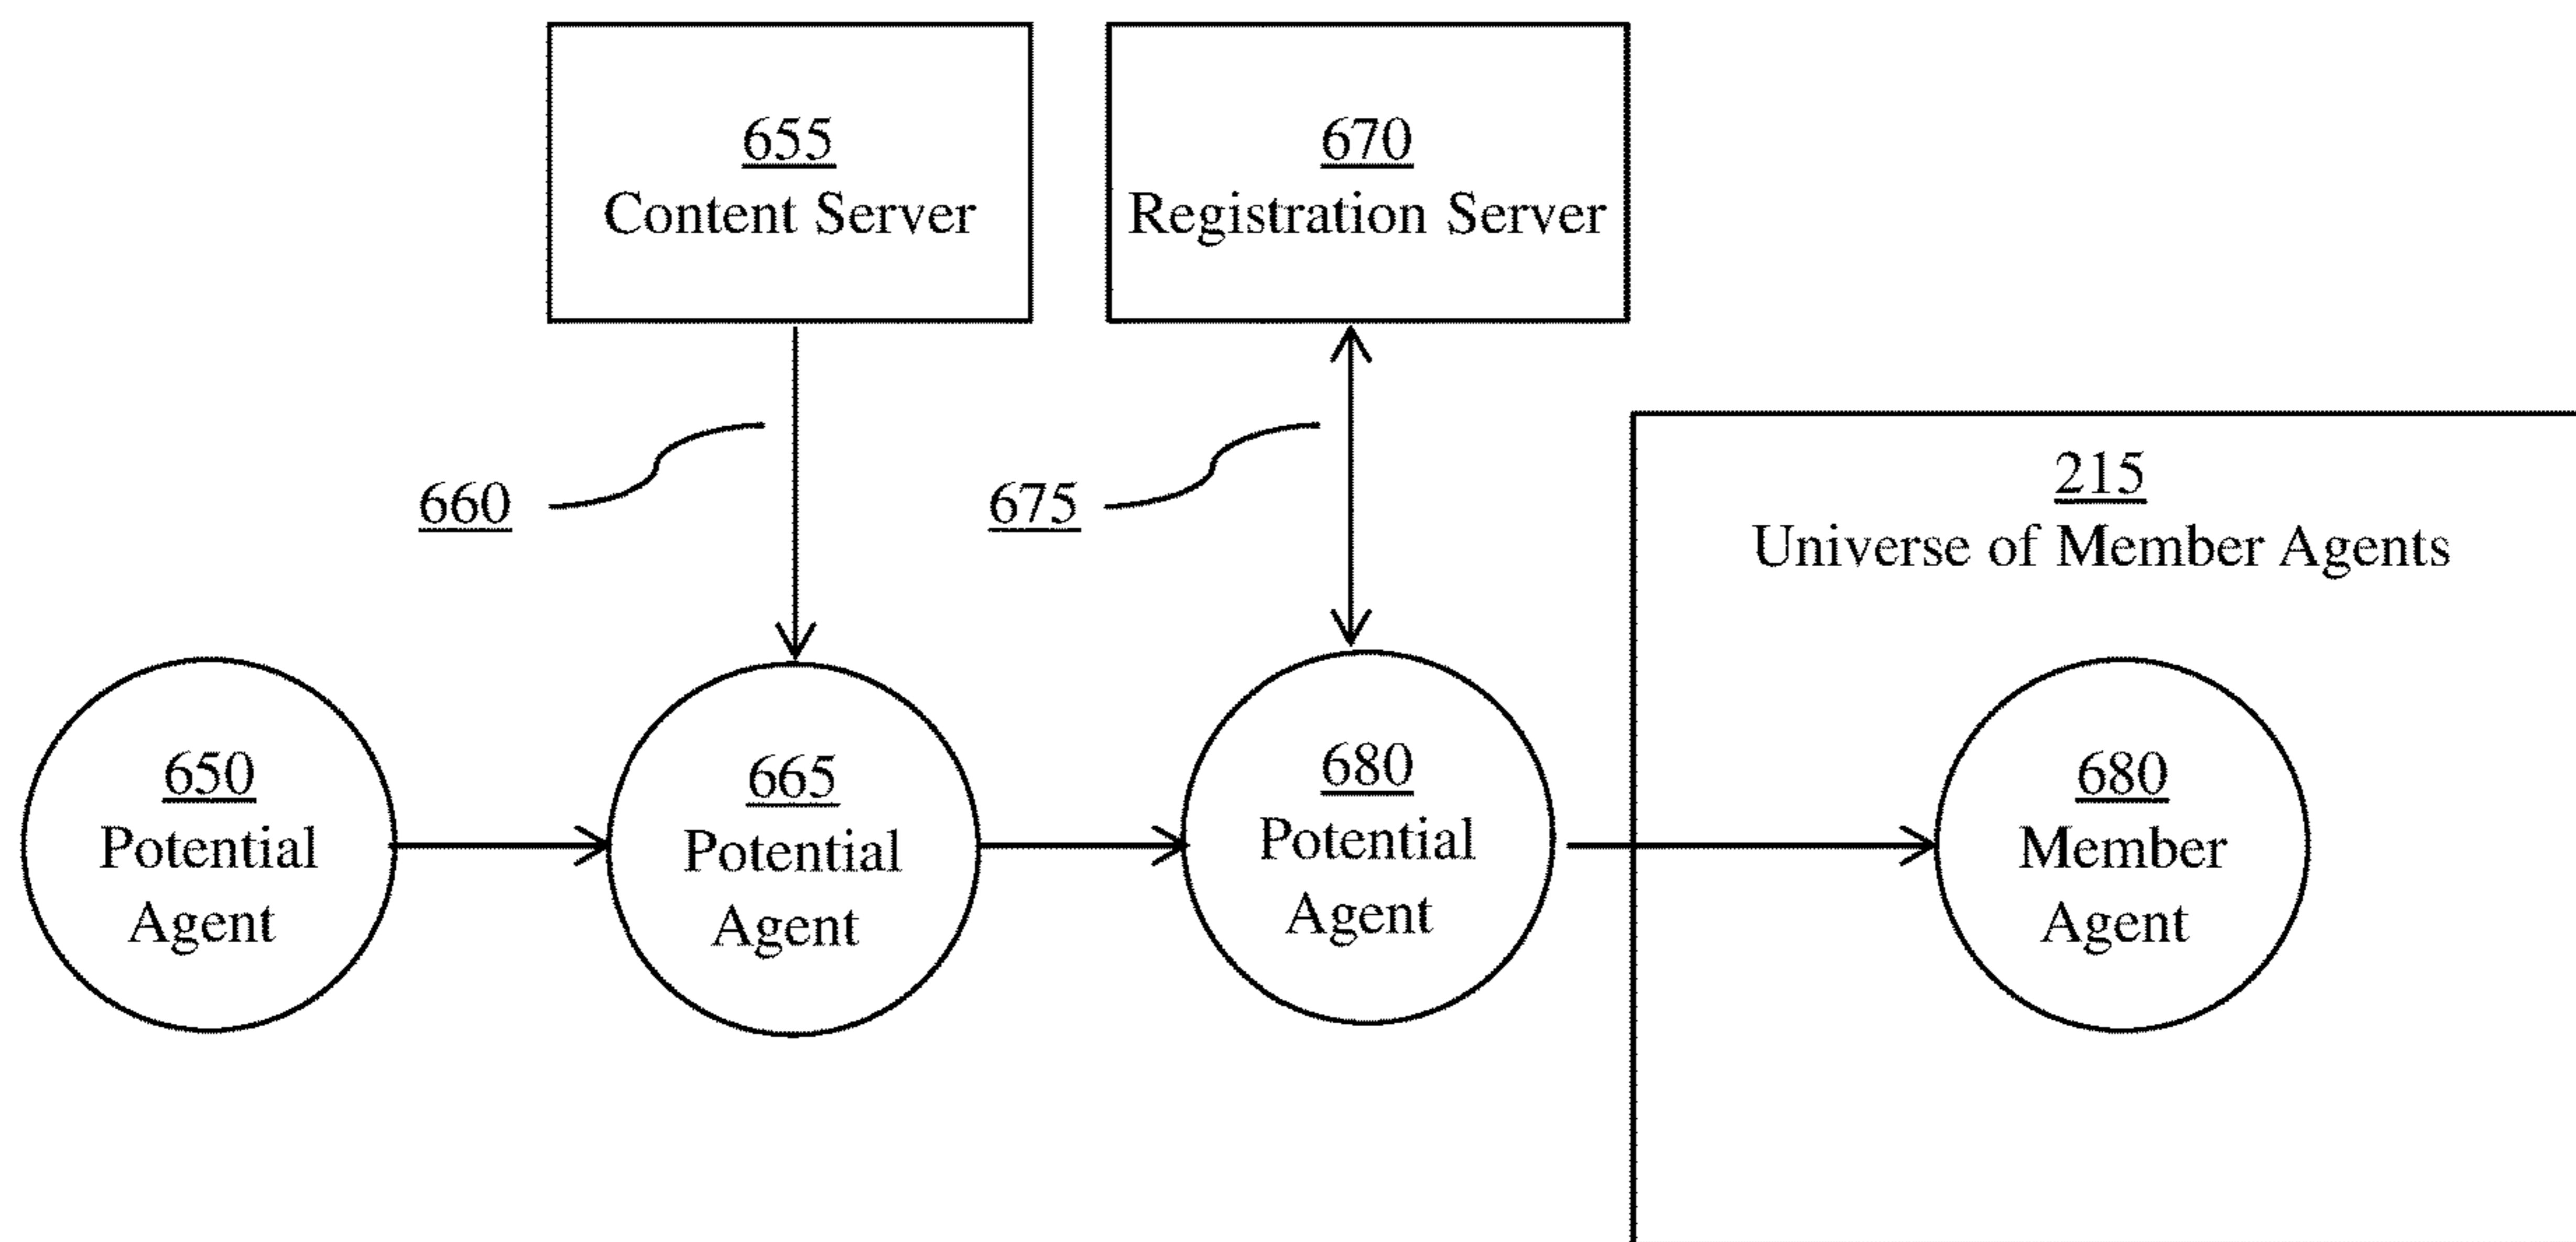 655
Content Server
670
Registration Server
660
675
215
Universe of Member Agents
650
Potential
Agent
665
Potential
Agent
680
Potential
Agent
680
Member
Agent